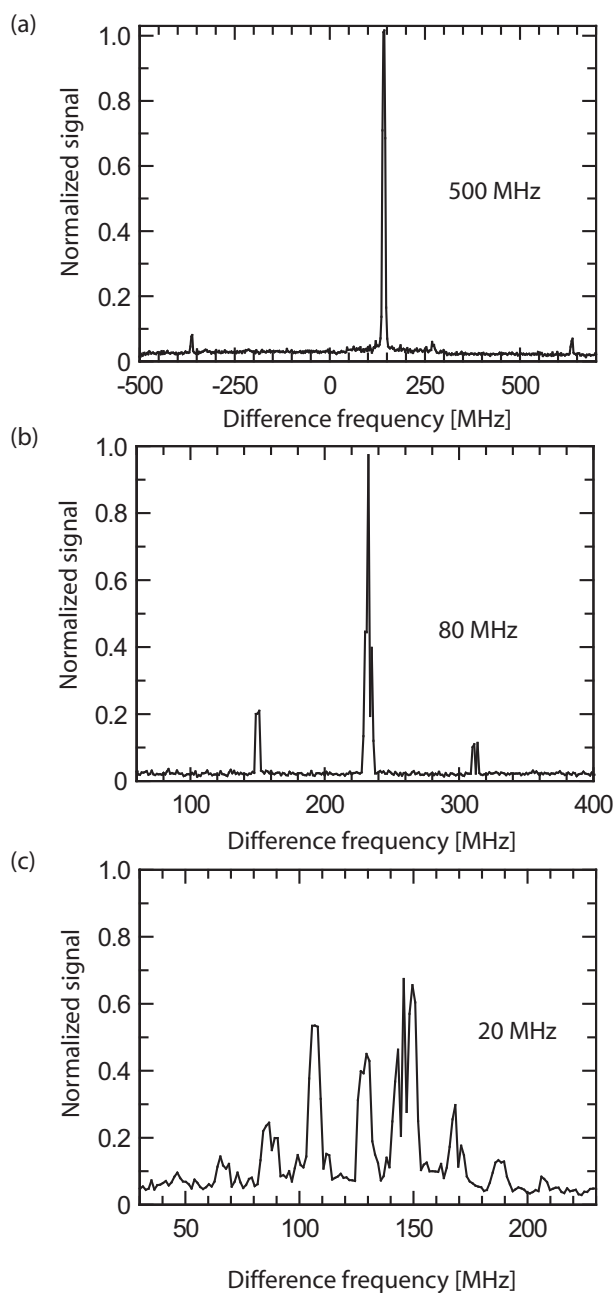 (a)
1.0
0.8
0.6
0.4
0.2
0
Normalized signal
500 MHz
-500 -250 0 250 500
Difference frequency [MHz]
(b)
1.0
0.8
0.6
0.4
0.2
0
Normalized signal
80 MHz
100 200 300 400
Difference frequency [MHz]
(c)
1.0
0.8
0.6
0.4
0.2
0
Normalized signal
20 MHz
50 100 150 200
Difference frequency [MHz]